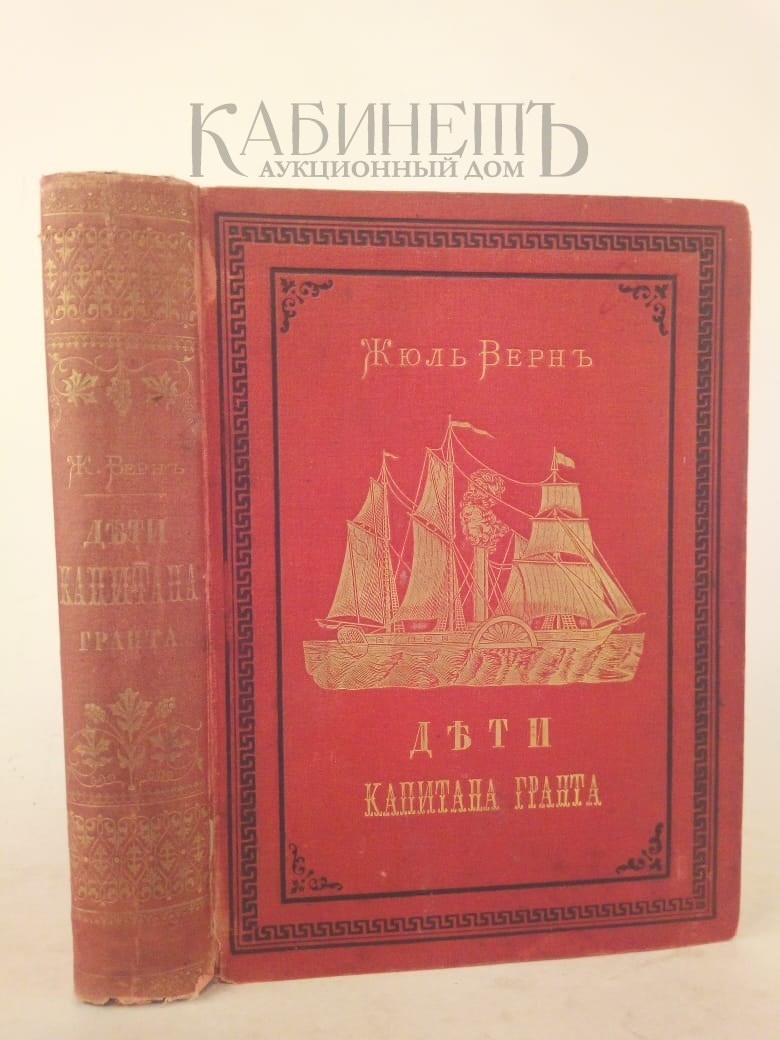 КАБИНЕТЪ
АУКЦИОННЫЙ ДОМ
Жюль Вернъ
ДѢТИ
КАПИТАНА ГРАНТА
Ж. Вернъ
ДѢТИ
КАПИТАНА
ГРАНТА